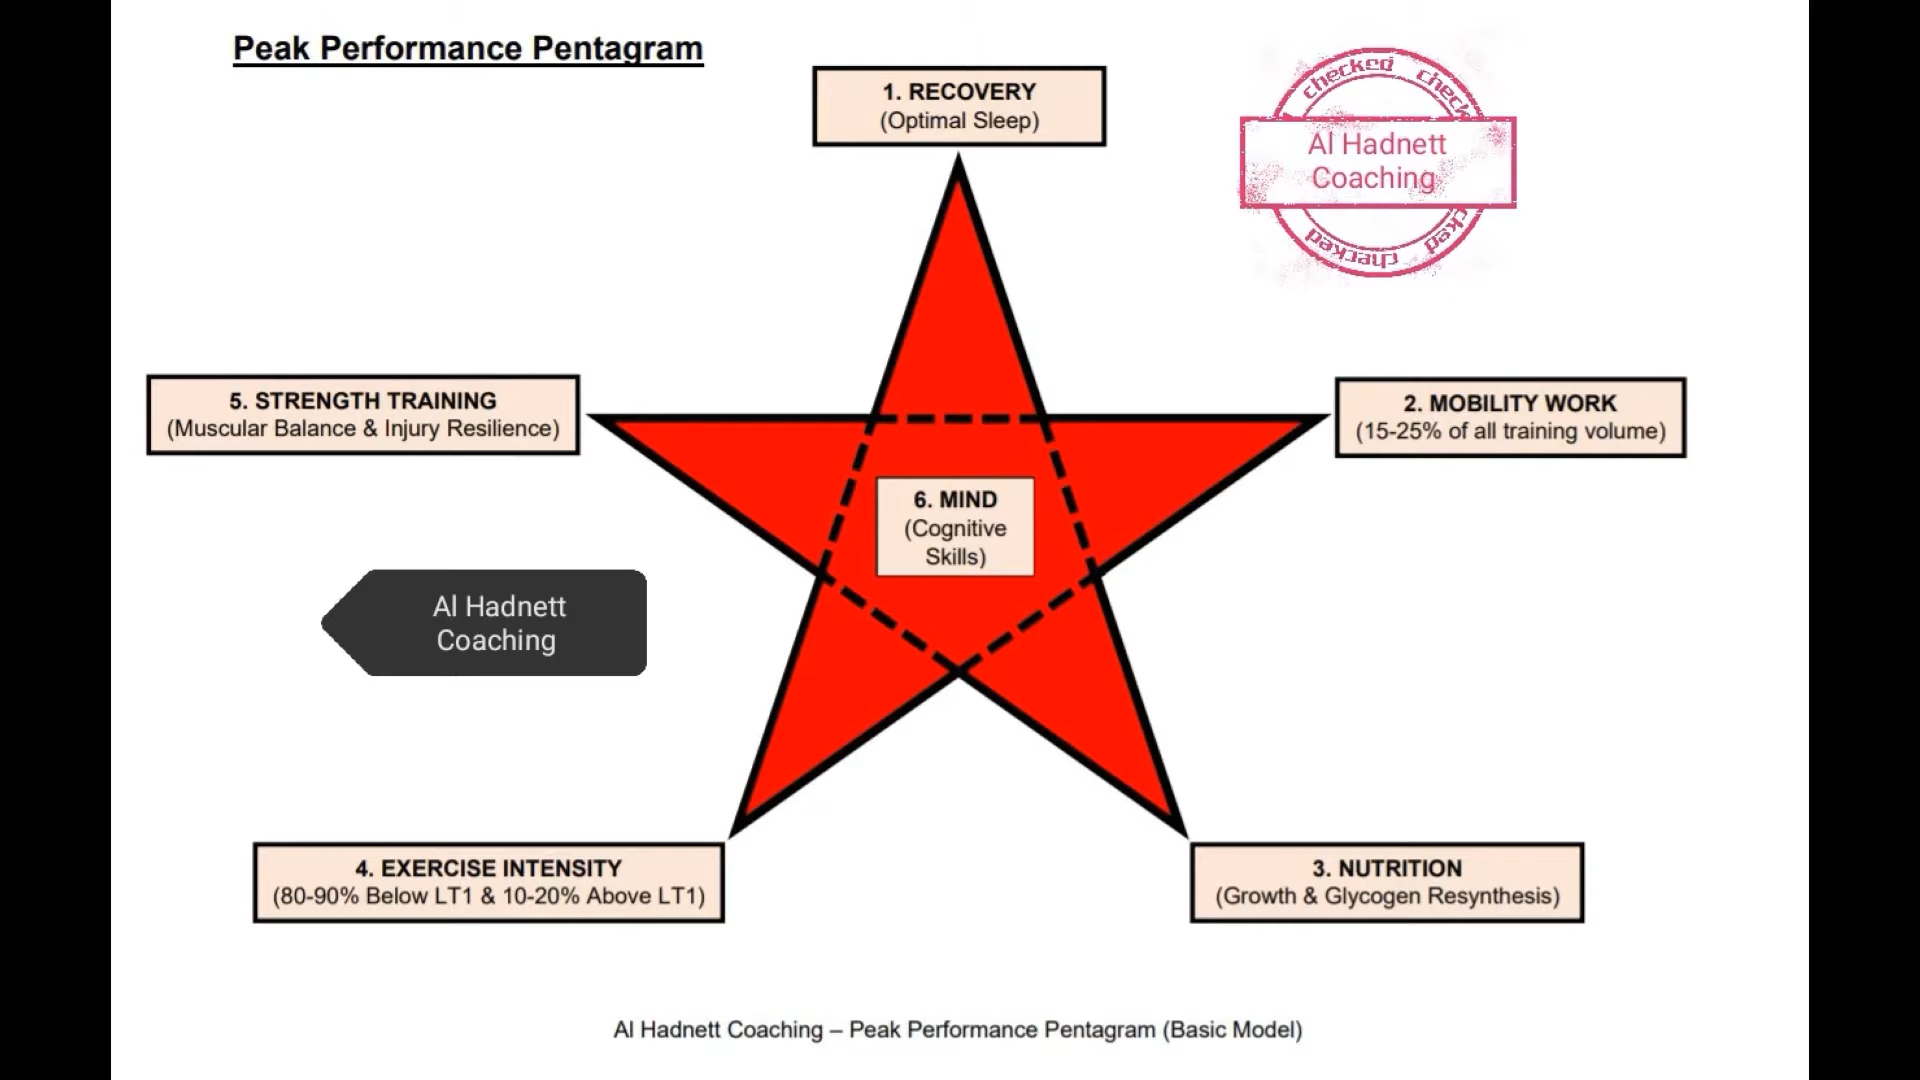 Peak Performance Pentagram
1. RECOVERY
(Optimal Sleep)
checked check
Al Hadnett
Coaching
cked checked
5. STRENGTH TRAINING
(Muscular Balance & Injury Resilience)
2. MOBILITY WORK
(15-25% of all training volume)
6. MIND
(Cognitive
Skills)
Al Hadnett
Coaching
4. EXERCISE INTENSITY
(80-90% Below LT1 & 10-20% Above LT1)
3. NUTRITION
(Growth & Glycogen Resynthesis)
Al Hadnett Coaching – Peak Performance Pentagram (Basic Model)